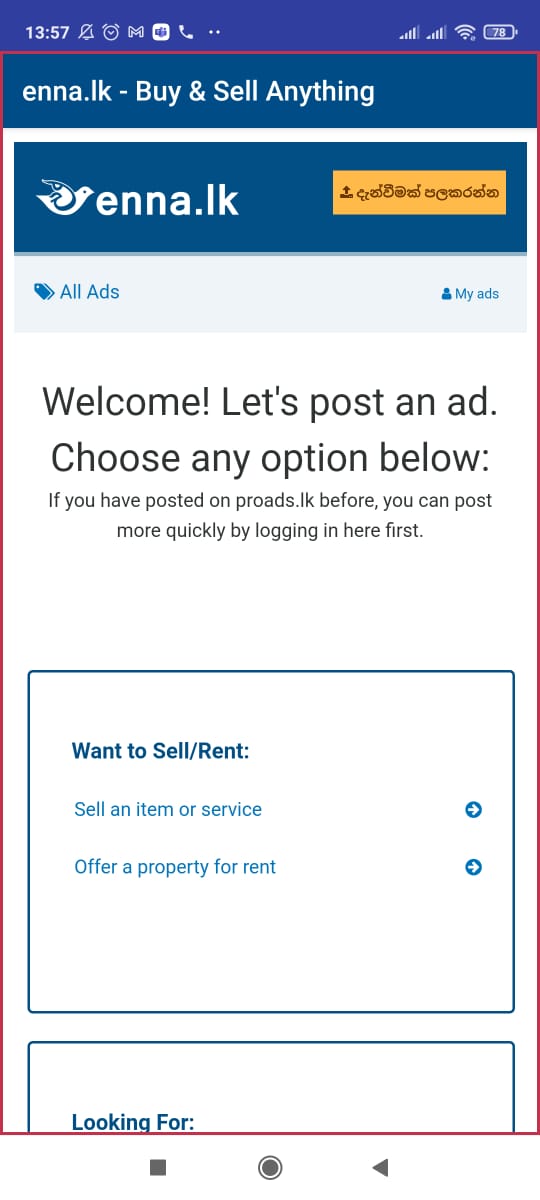 13:57
78
enna.lk - Buy & Sell Anything
enna.lk
දැන්වීමක් පලකරන්න
All Ads
My ads
Welcome! Let's post an ad.
Choose any option below:
If you have posted on proads.lk before, you can post
more quickly by logging in here first.
Want to Sell/Rent:
Sell an item or service
Offer a property for rent
Looking For: